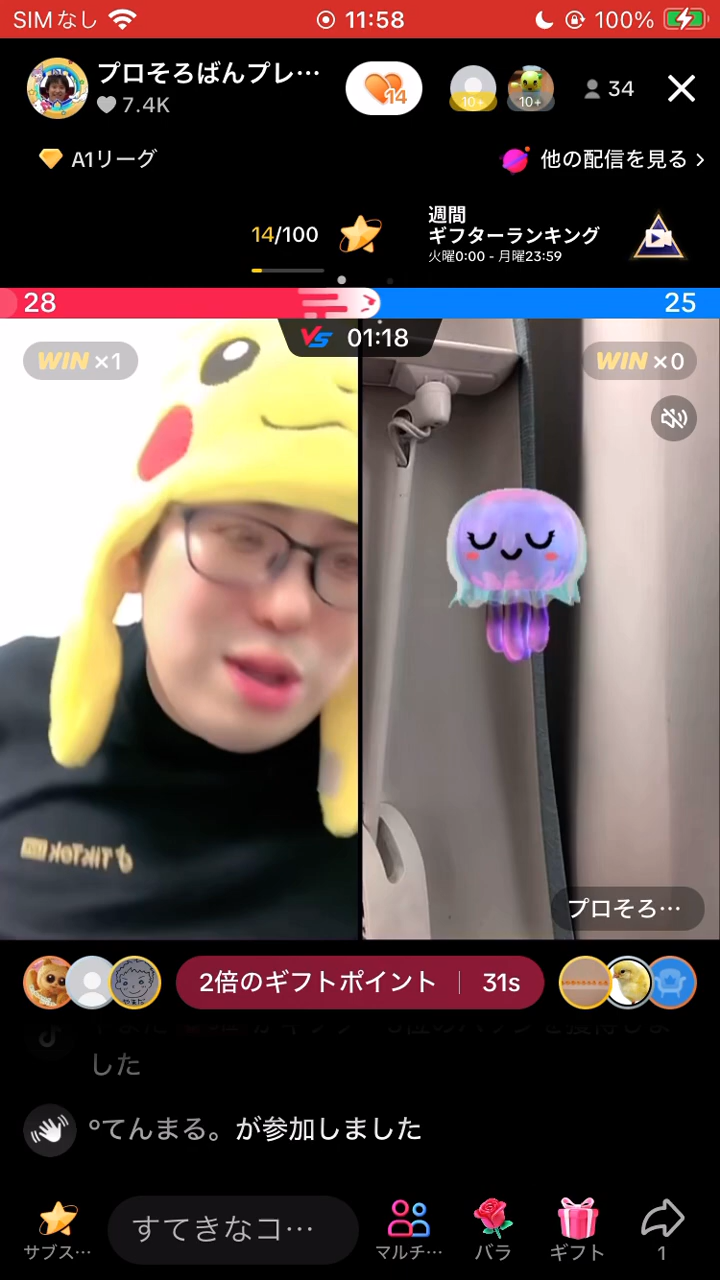 SIMなし
11:58
100%
プロそろばんプレ…
7.4K
14
10+
10+
34
A1リーグ
他の配信を見る
14/100
週間
ギフターランキング
火曜0:00 - 月曜23:59
28
25
VS 01:18
WIN ×1
WIN ×0
TikTok
プロそろ…
2倍のギフトポイント
31s
した
ºてんまる。が参加しました
サブス…
すてきなコ…
マルチ…
バラ
ギフト
1